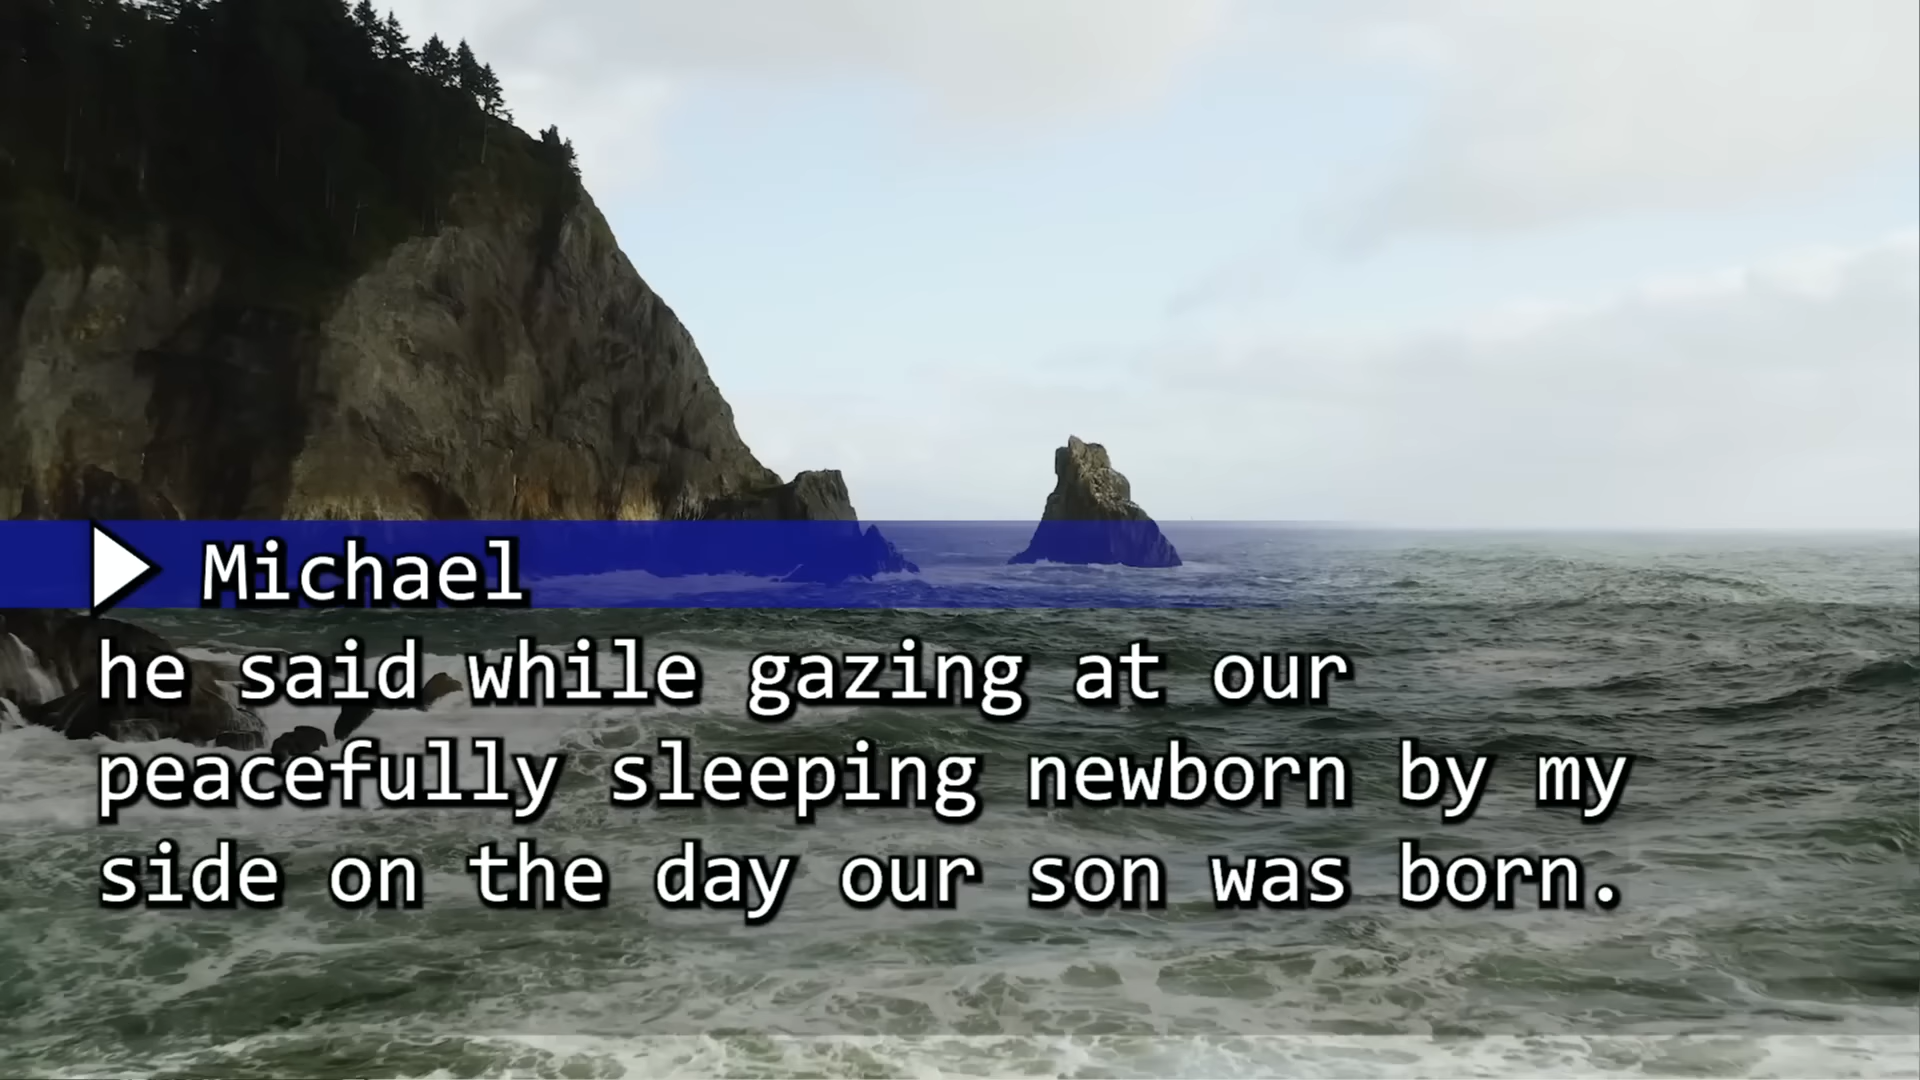 Michael
he said while gazing at our
peacefully sleeping newborn by my
side on the day our son was born.